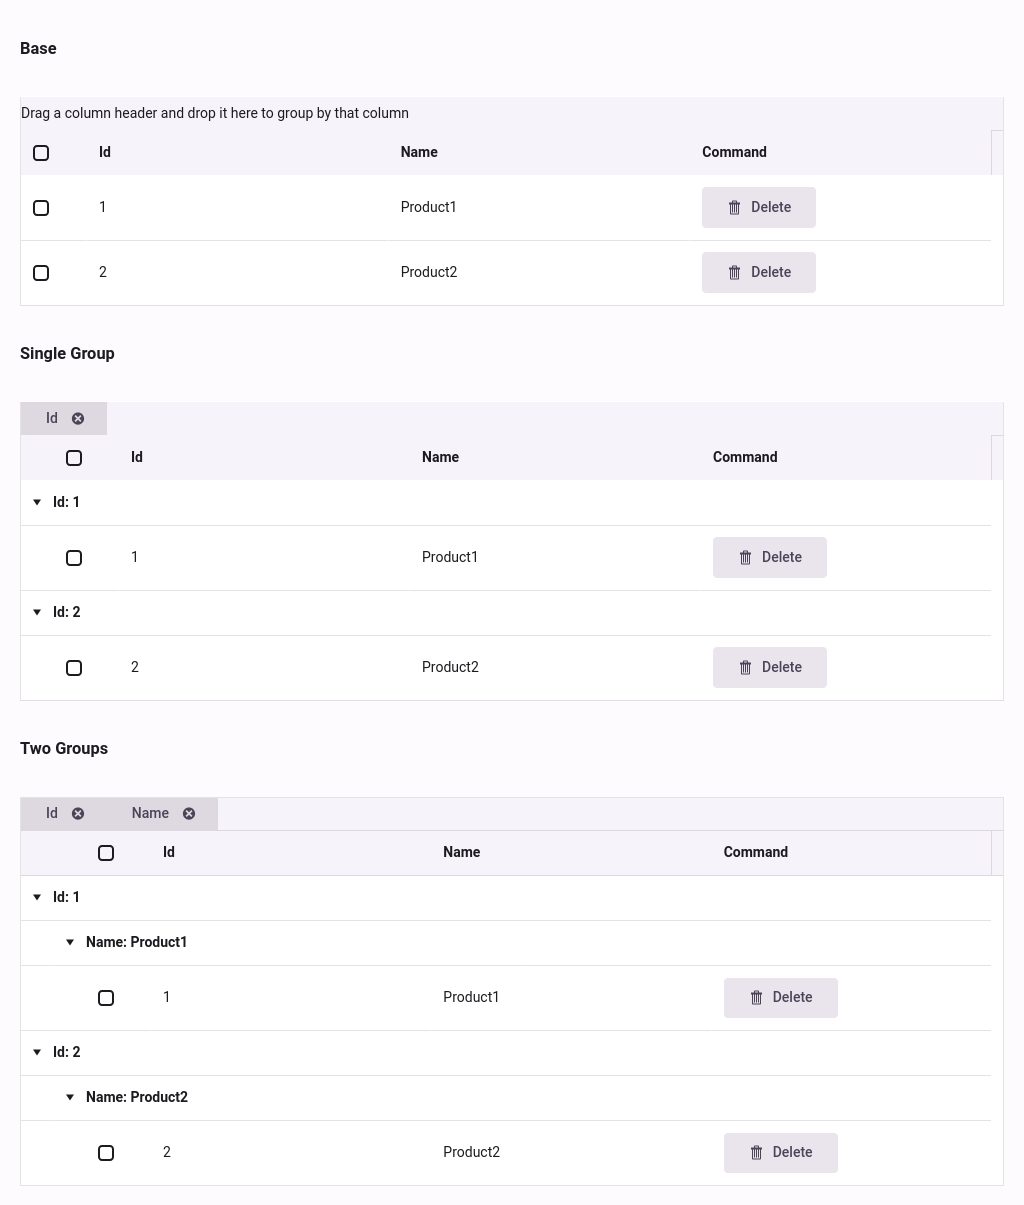 Base
Drag a column header and drop it here to group by that column
Id Name Command
1 Product1 Delete
2 Product2 Delete
Single Group
Id
Id Name Command
Id: 1
1 Product1 Delete
Id: 2
2 Product2 Delete
Two Groups
Id Name
Id Name Command
Id: 1
Name: Product1
1 Product1 Delete
Id: 2
Name: Product2
2 Product2 Delete